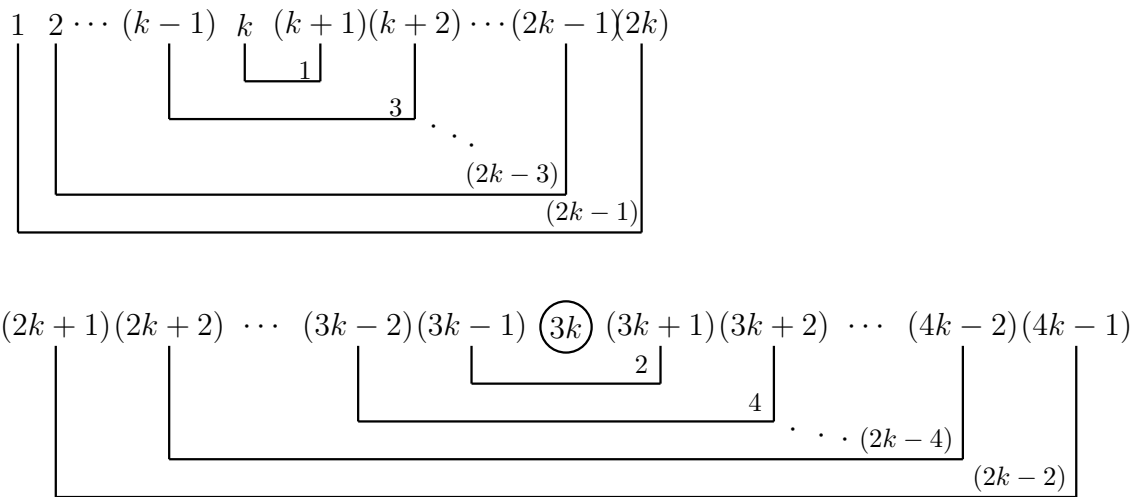 1 2 ⋯ (k − 1) k (k + 1)(k + 2) ⋯ (2k − 1)(2k)
1
3
(2k − 3)
(2k − 1)
(2k + 1)(2k + 2) ⋯ (3k − 2)(3k − 1) 3k (3k + 1)(3k + 2) ⋯ (4k − 2)(4k − 1)
2
4
(2k − 4)
(2k − 2)